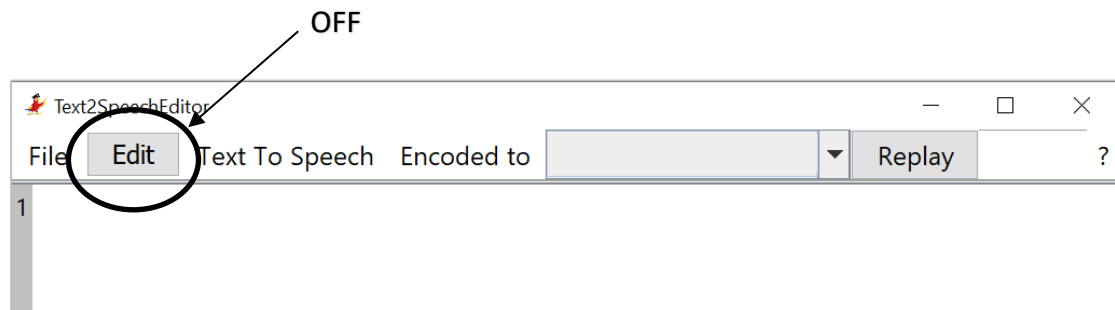 OFF
Text2SpeechEditor
File Edit Text To Speech Encoded to Replay ?
1